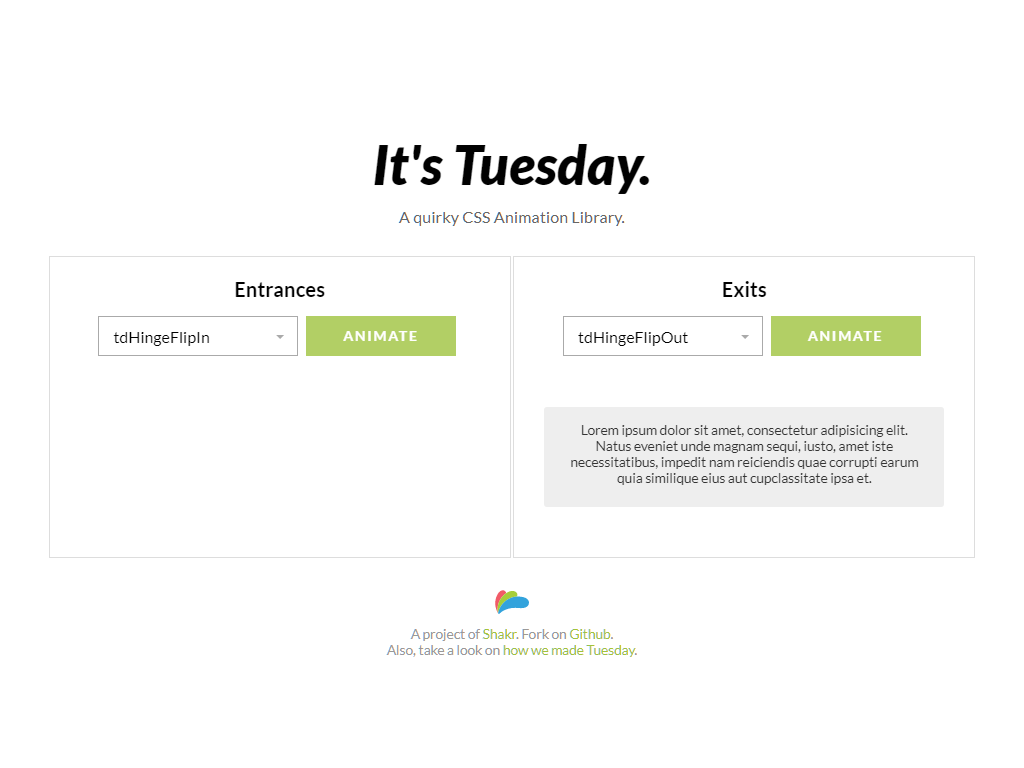 It's Tuesday.
A quirky CSS Animation Library.
Entrances
tdHingeFlipIn
ANIMATE
Exits
tdHingeFlipOut
ANIMATE
Lorem ipsum dolor sit amet, consectetur adipisicing elit.
Natus eveniet unde magnam sequi, iusto, amet iste
necessitatibus, impedit nam reiciendis quae corrupti earum
quia similique eius aut cupclassitate ipsa et.
A project of Shakr. Fork on Github.
Also, take a look on how we made Tuesday.